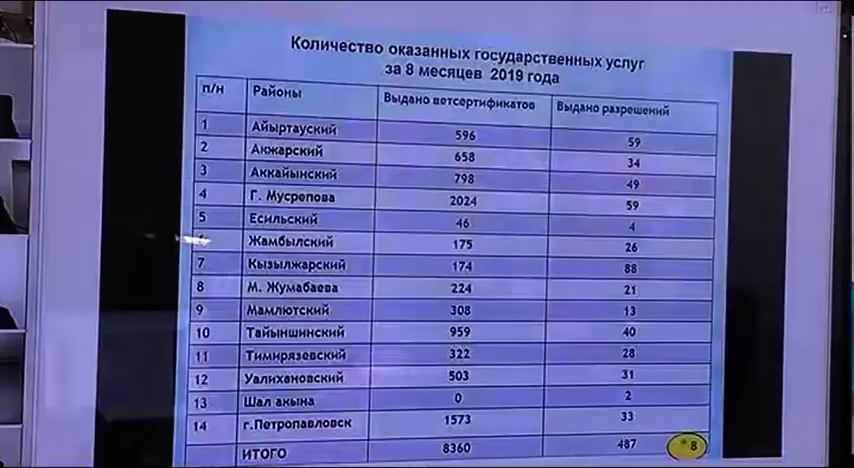 Количество оказанных государственных услуг
за 8 месяцев 2019 года
п/н Районы Выдано ветсертификатов Выдано разрешений
1 Айыртауский 596 59
2 Акжарский 658 34
3 Аккайынский 798 49
4 Г. Мусрепова 2024 59
5 Есильский 46 4
Жамбылский 175 26
7 Кызылжарский 174 88
8 М. Жумабаева 224 21
9 Мамлютский 308 13
10 Тайыншинский 959 40
11 Тимирязевский 322 28
12 Уалихановский 503 31
13 Шал акына 0 2
14 г.Петропавловск 1573 33
ИТОГО 8360 487
* 8